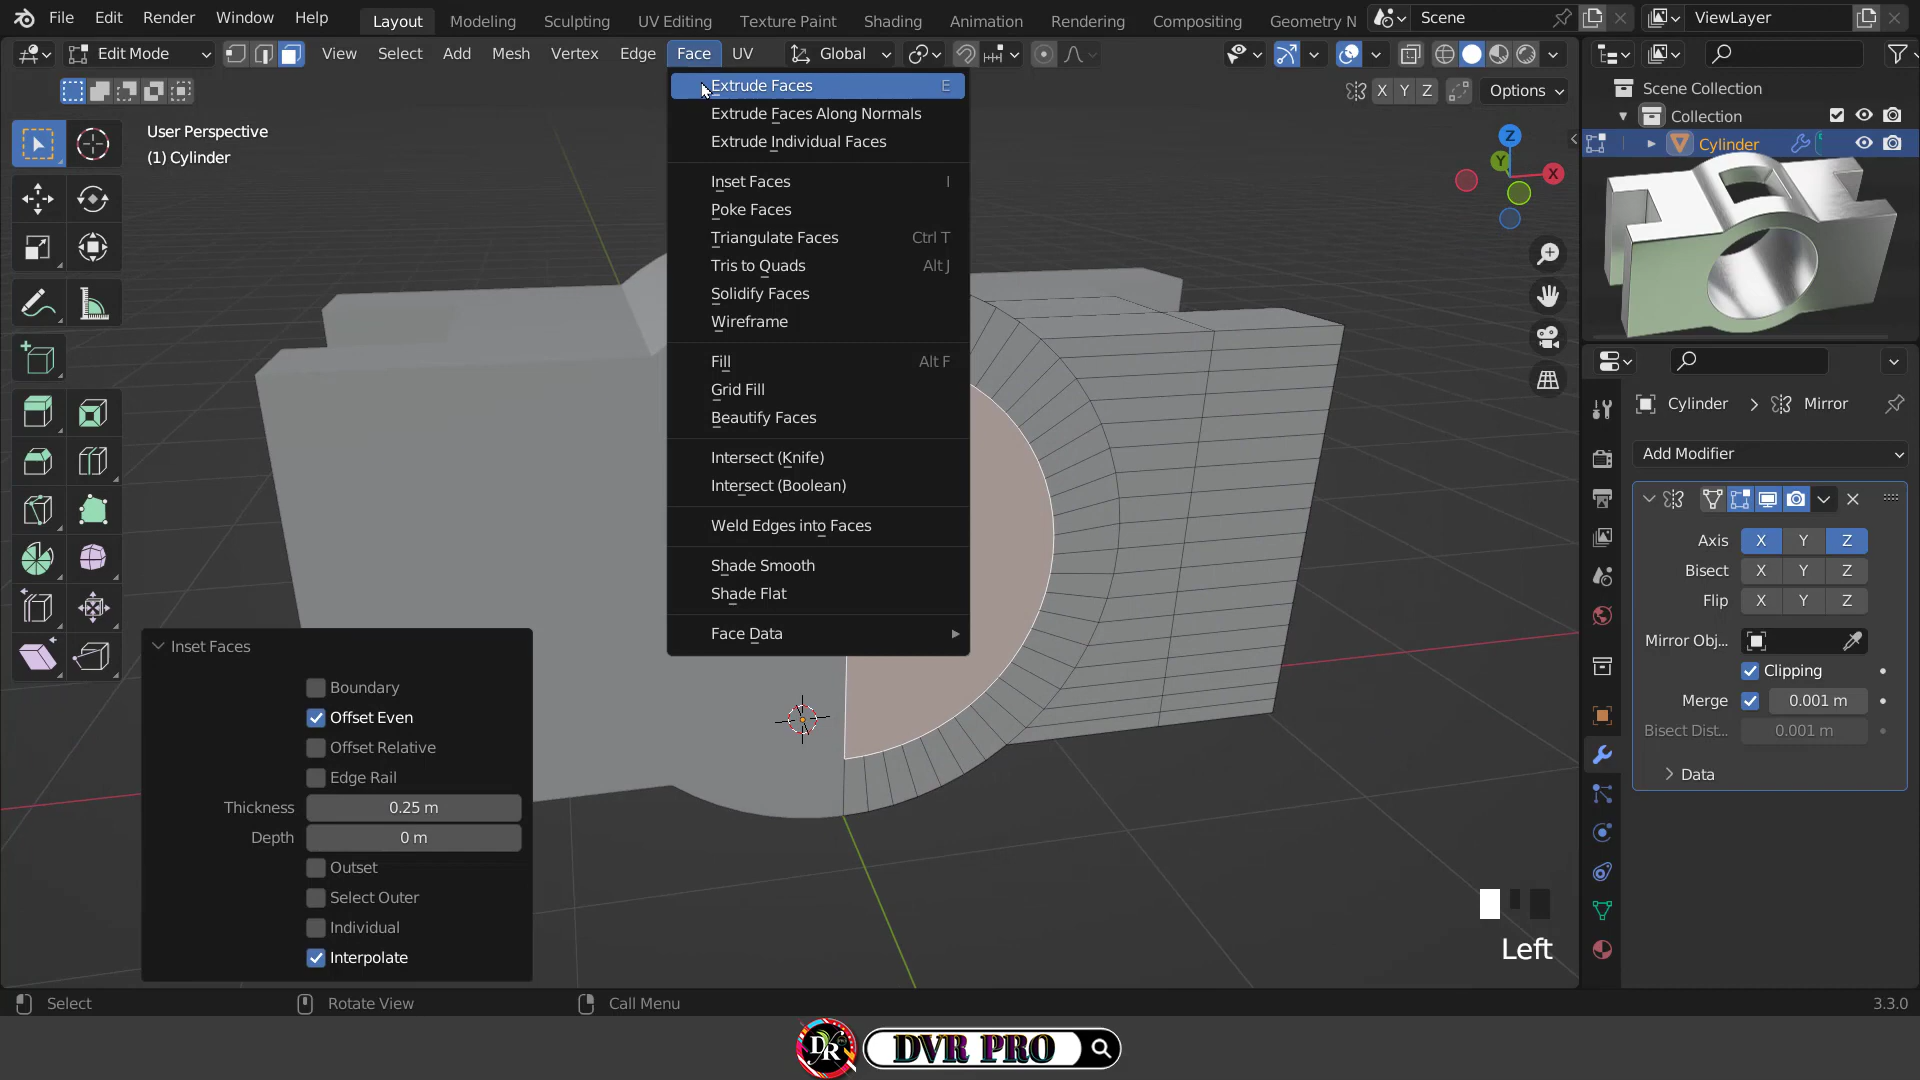 File Edit Render Window Help Layout Modeling Sculpting UV Editing Texture Paint Shading Animation Rendering Compositing Geometry N Scene ViewLayer
Edit Mode View Select Add Mesh Vertex Edge Face UV Global
X Y Z Options
User Perspective
(1) Cylinder
Extrude Faces E
Extrude Faces Along Normals
Extrude Individual Faces
Inset Faces I
Poke Faces
Triangulate Faces Ctrl T
Tris to Quads Alt J
Solidify Faces
Wireframe
Fill Alt F
Grid Fill
Beautify Faces
Intersect (Knife)
Intersect (Boolean)
Weld Edges into Faces
Shade Smooth
Shade Flat
Face Data
Z
Y
X
Scene Collection
Collection
Cylinder
Cylinder Mirror
Add Modifier
Axis X Y Z
Bisect X Y Z
Flip X Y Z
Mirror Obj...
Clipping
Merge 0.001 m
Bisect Dist... 0.001 m
Data
Inset Faces
Boundary
Offset Even
Offset Relative
Edge Rail
Thickness 0.25 m
Depth 0 m
Outset
Select Outer
Individual
Interpolate
Left
Select Rotate View Call Menu 3.3.0
DR DVR PRO